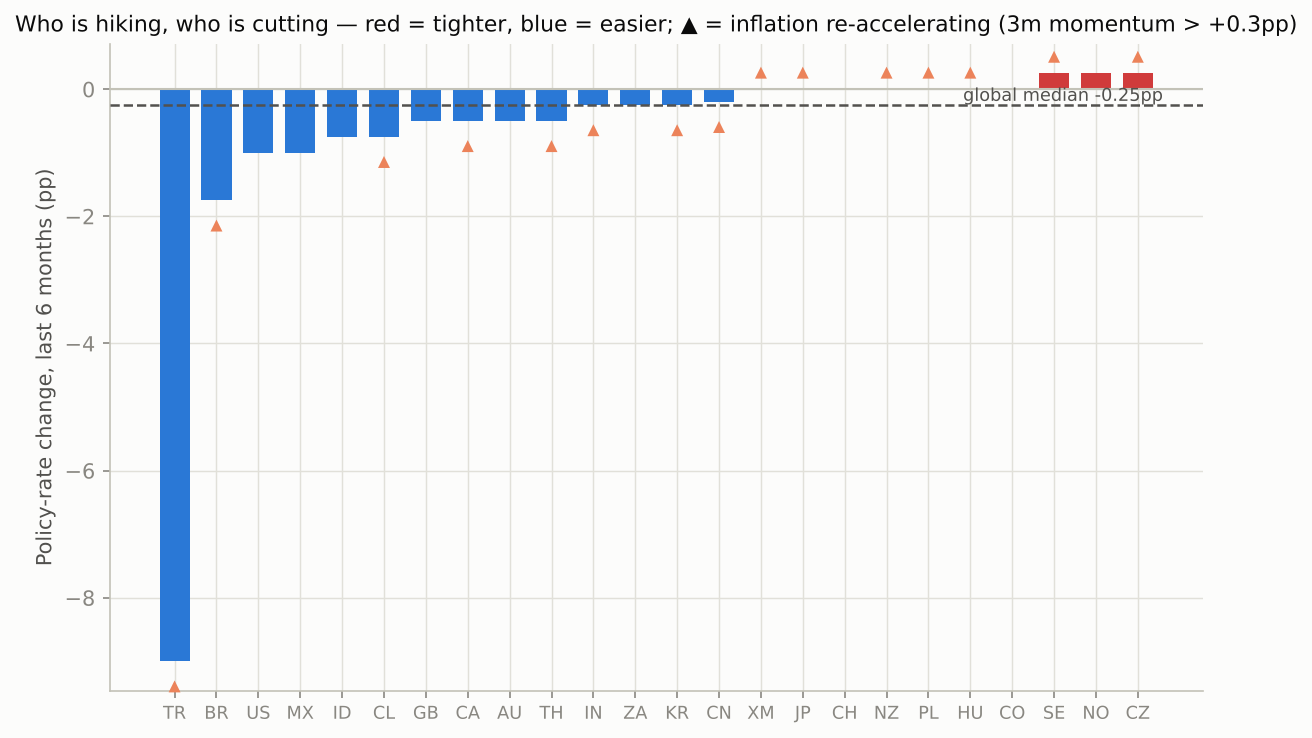 Who is hiking, who is cutting — red = tighter, blue = easier; ▲ = inflation re-accelerating (3m momentum > +0.3pp)
Policy-rate change, last 6 months (pp)
0
−2
−4
−6
−8
global median -0.25pp
TR BR US MX ID CL GB CA AU TH IN ZA KR CN XM JP CH NZ PL HU CO SE NO CZ